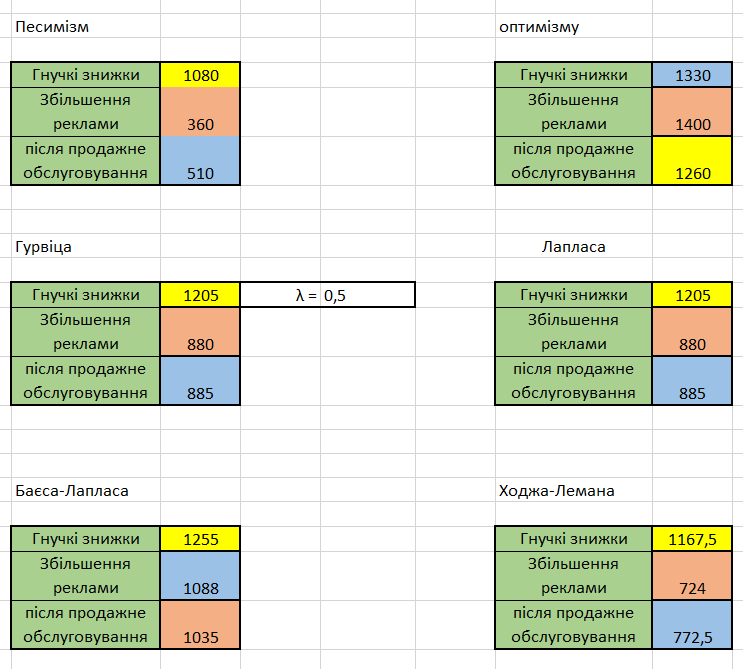 Песимізм
Гнучкі знижки 1080
Збільшення
реклами 360
після продажне
обслуговування 510
оптимізму
Гнучкі знижки 1330
Збільшення
реклами 1400
після продажне
обслуговування 1260
Гурвіца
Гнучкі знижки 1205 λ = 0,5
Збільшення
реклами 880
після продажне
обслуговування 885
Лапласа
Гнучкі знижки 1205
Збільшення
реклами 880
після продажне
обслуговування 885
Баєса-Лапласа
Гнучкі знижки 1255
Збільшення
реклами 1088
після продажне
обслуговування 1035
Ходжа-Лемана
Гнучкі знижки 1167,5
Збільшення
реклами 724
після продажне
обслуговування 772,5